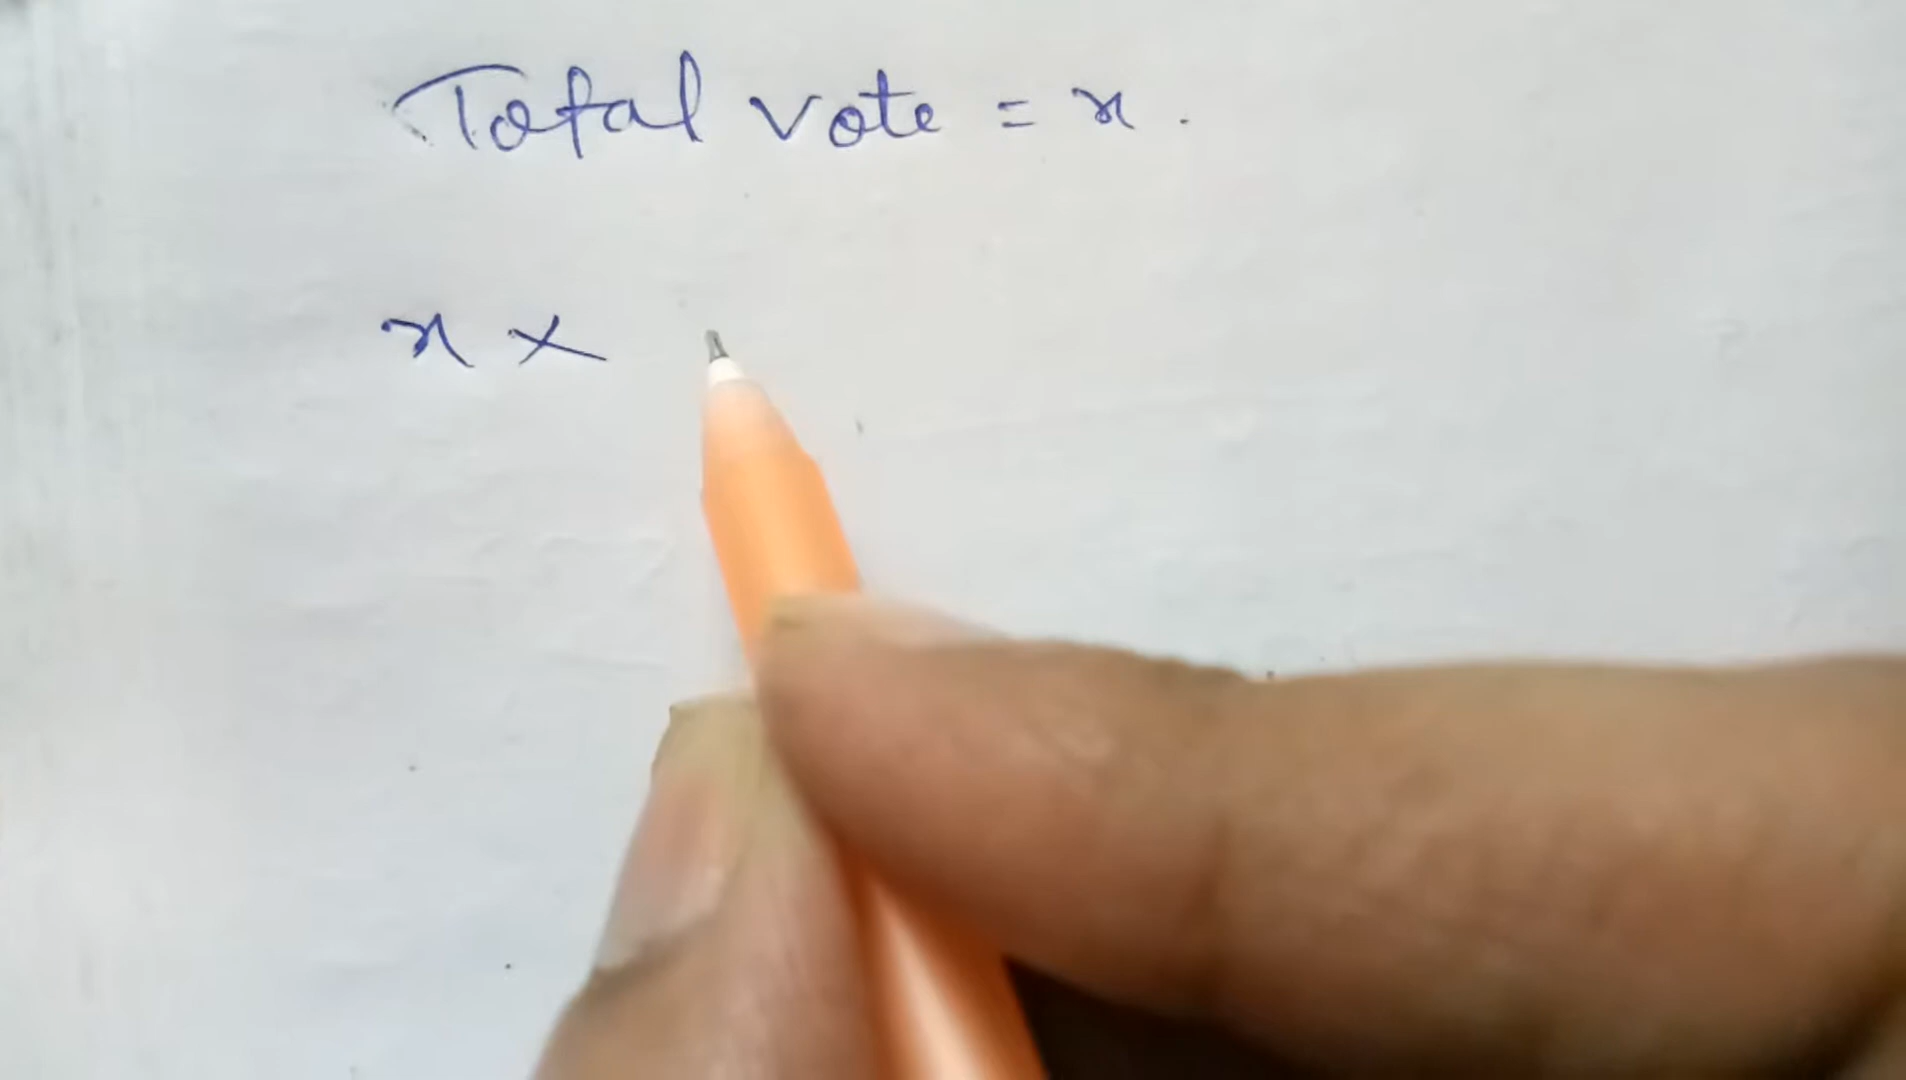 Total vote = x.
x ×